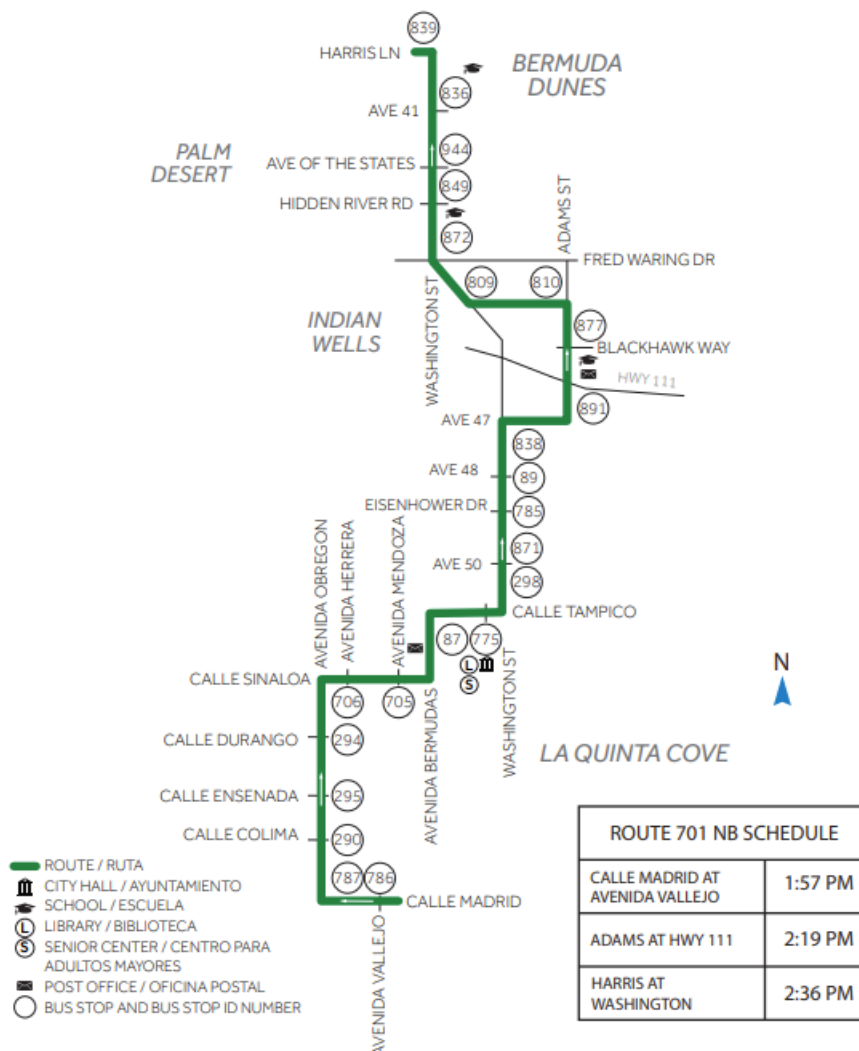 839
HARRIS LN
BERMUDA
DUNES
836
AVE 41
PALM
DESERT
944
AVE OF THE STATES
849
HIDDEN RIVER RD
872
ADAMS ST
FRED WARING DR
809
810
WASHINGTON ST
INDIAN
WELLS
877
BLACKHAWK WAY
HWY 111
891
AVE 47
838
AVE 48
89
EISENHOWER DR
785
871
AVE 50
298
AVENIDA OBREGON
AVENIDA HERRERA
AVENIDA MENDOZA
CALLE TAMPICO
87
775
L
S
WASHINGTON ST
CALLE SINALOA
706
705
AVENIDA BERMUDAS
N
LA QUINTA COVE
CALLE DURANGO
294
CALLE ENSENADA
295
CALLE COLIMA
290
787
786
CALLE MADRID
AVENIDA VALLEJO
ROUTE / RUTA
CITY HALL / AYUNTAMIENTO
SCHOOL / ESCUELA
L LIBRARY / BIBLIOTECA
S SENIOR CENTER / CENTRO PARA
ADULTOS MAYORES
POST OFFICE / OFICINA POSTAL
BUS STOP AND BUS STOP ID NUMBER
ROUTE 701 NB SCHEDULE
CALLE MADRID AT
AVENIDA VALLEJO
1:57 PM
ADAMS AT HWY 111
2:19 PM
HARRIS AT
WASHINGTON
2:36 PM